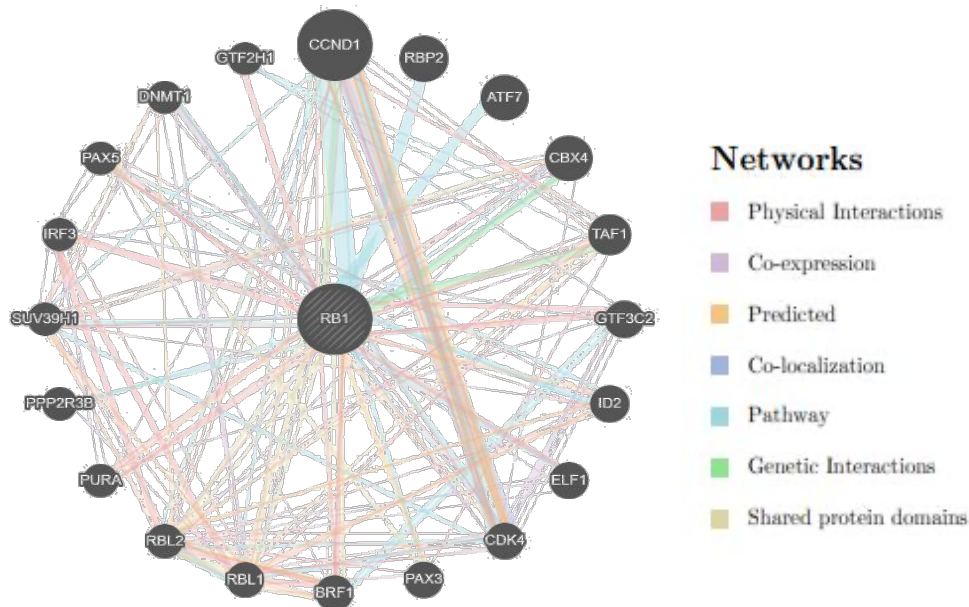 CCND1
RBP2
GTF2H1
ATF7
DNMT1
CBX4
PAX5
IRF3
TAF1
SUV39H1
RB1
GTF3C2
PPP2R3B
ID2
PURA
ELF1
RBL2
CDK4
RBL1
BRF1
PAX3
Networks
Physical Interactions
Co-expression
Predicted
Co-localization
Pathway
Genetic Interactions
Shared protein domains